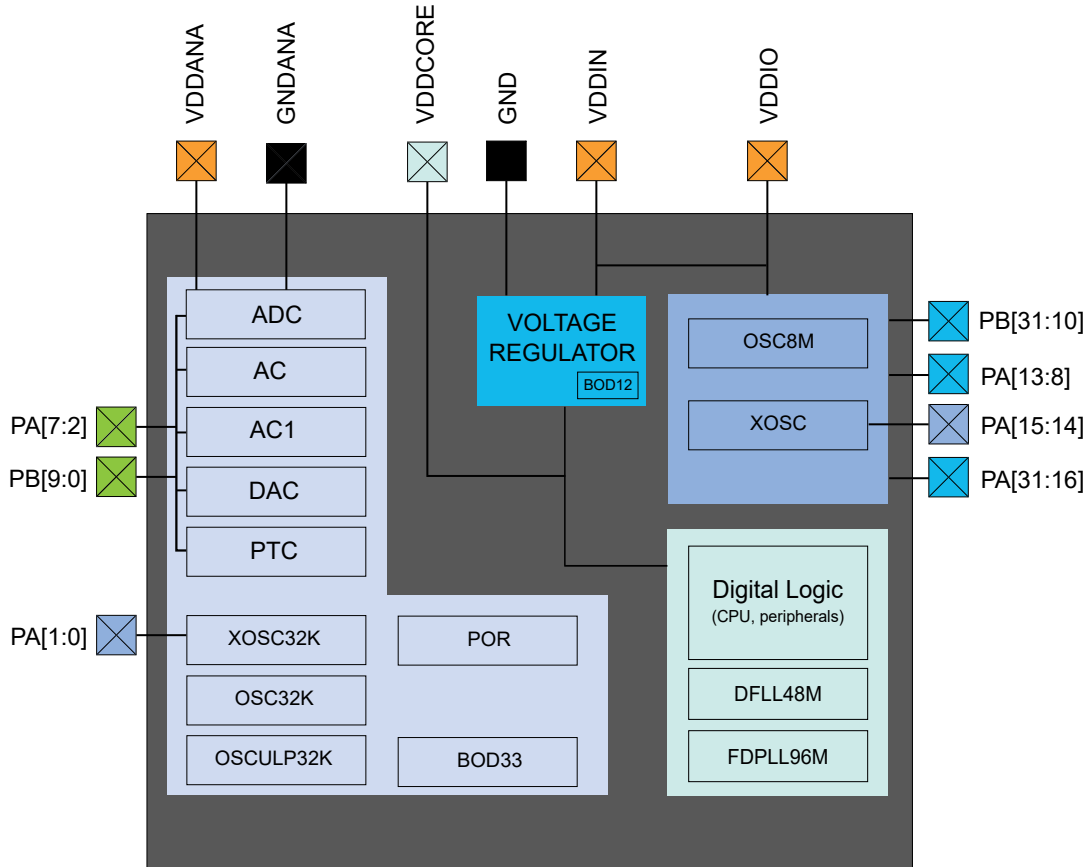 VDDANA
GNDANA
VDDCORE
GND
VDDIN
VDDIO
ADC
AC
AC1
DAC
PTC
PA[7:2]
PB[9:0]
PA[1:0]
XOSC32K
OSC32K
OSCULP32K
POR
BOD33
VOLTAGE
REGULATOR
BOD12
OSC8M
XOSC
PB[31:10]
PA[13:8]
PA[15:14]
PA[31:16]
Digital Logic
(CPU, peripherals)
DFLL48M
FDPLL96M